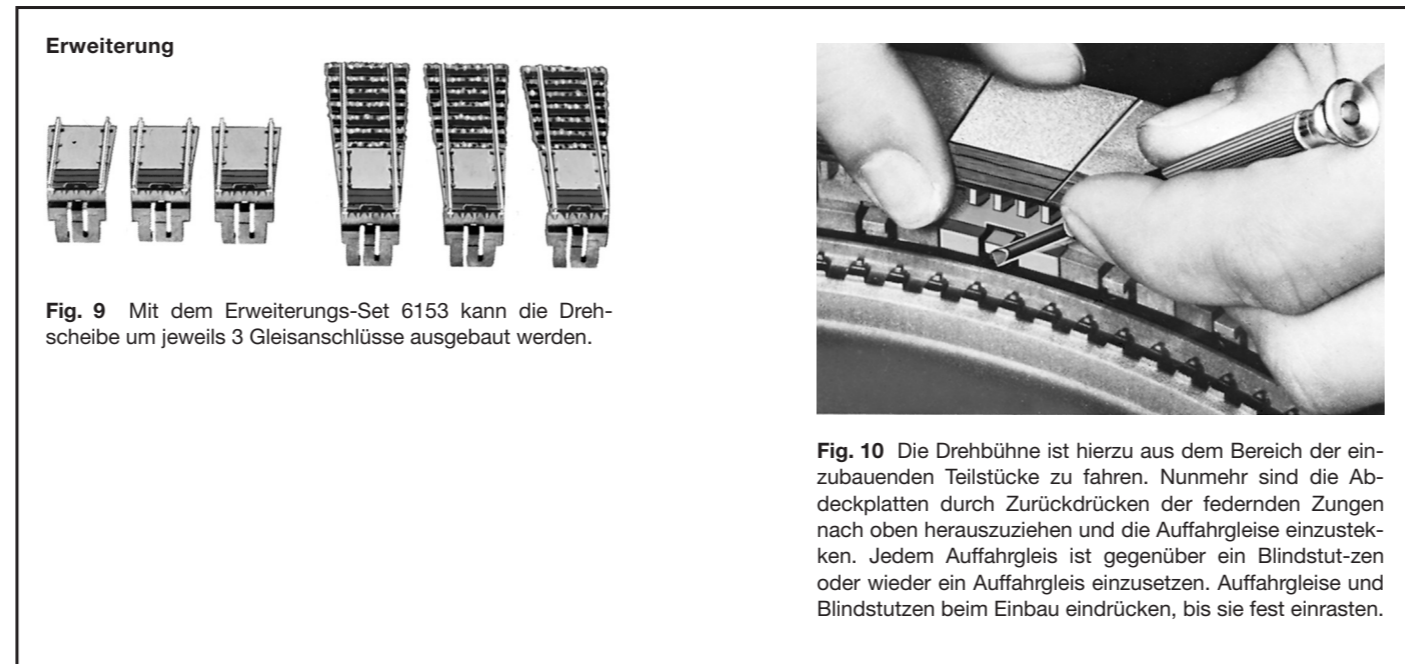 Erweiterung
Fig. 9 Mit dem Erweiterungs-Set 6153 kann die Dreh-
scheibe um jeweils 3 Gleisanschlüsse ausgebaut werden.
Fig. 10 Die Drehbühne ist hierzu aus dem Bereich der ein-
zubauenden Teilstücke zu fahren. Nunmehr sind die Ab-
deckplatten durch Zurückdrücken der federnden Zungen
nach oben herauszuziehen und die Auffahrgleise einzustek-
ken. Jedem Auffahrgleis ist gegenüber ein Blindstut-zen
oder wieder ein Auffahrgleis einzusetzen. Auffahrgleise und
Blindstutzen beim Einbau eindrücken, bis sie fest einrasten.